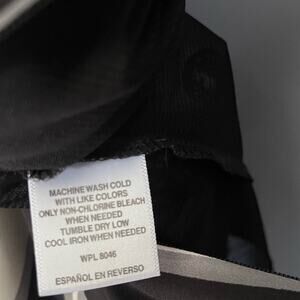 MACHINE WASH COLD
WITH LIKE COLORS
ONLY NON-CHLORINE BLEACH
WHEN NEEDED
TUMBLE DRY LOW
COOL IRON WHEN NEEDED
WPL 8046
ESPAÑOL EN REVERSO